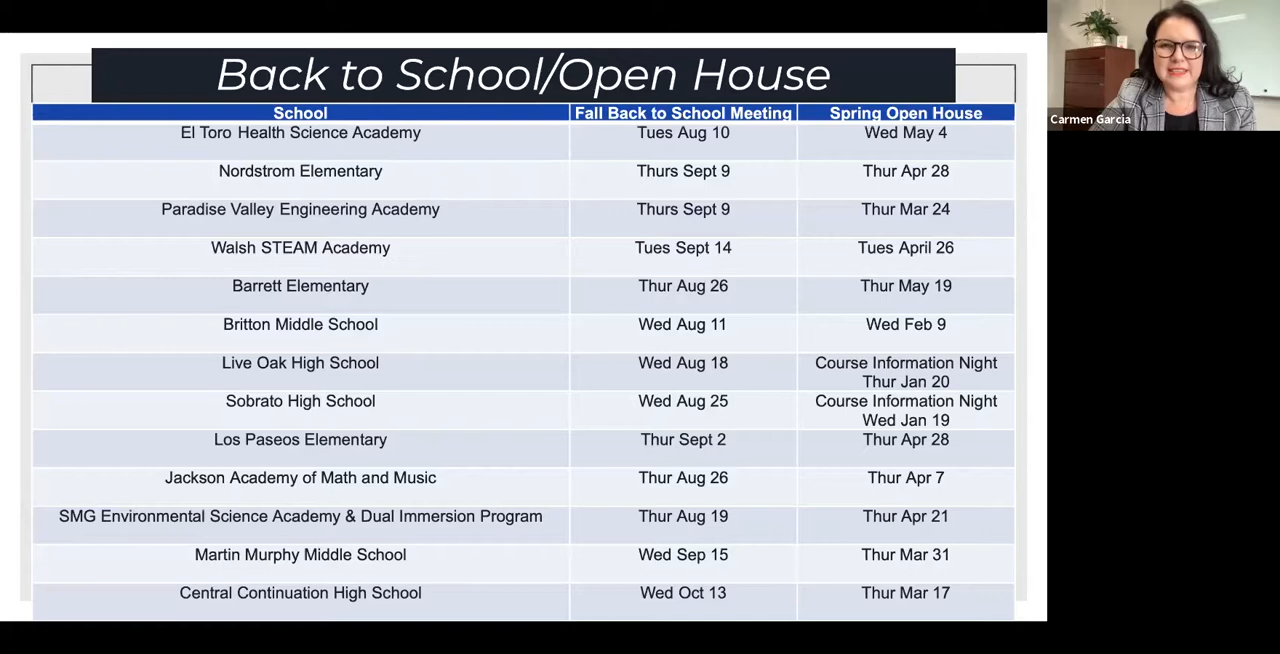 Back to School/Open House
School Fall Back to School Meeting Spring Open House
El Toro Health Science Academy Tues Aug 10 Wed May 4
Nordstrom Elementary Thurs Sept 9 Thur Apr 28
Paradise Valley Engineering Academy Thurs Sept 9 Thur Mar 24
Walsh STEAM Academy Tues Sept 14 Tues April 26
Barrett Elementary Thur Aug 26 Thur May 19
Britton Middle School Wed Aug 11 Wed Feb 9
Live Oak High School Wed Aug 18 Course Information Night
Thur Jan 20
Sobrato High School Wed Aug 25 Course Information Night
Wed Jan 19
Los Paseos Elementary Thur Sept 2 Thur Apr 28
Jackson Academy of Math and Music Thur Aug 26 Thur Apr 7
SMG Environmental Science Academy & Dual Immersion Program Thur Aug 19 Thur Apr 21
Martin Murphy Middle School Wed Sep 15 Thur Mar 31
Central Continuation High School Wed Oct 13 Thur Mar 17
Carmen Garcia